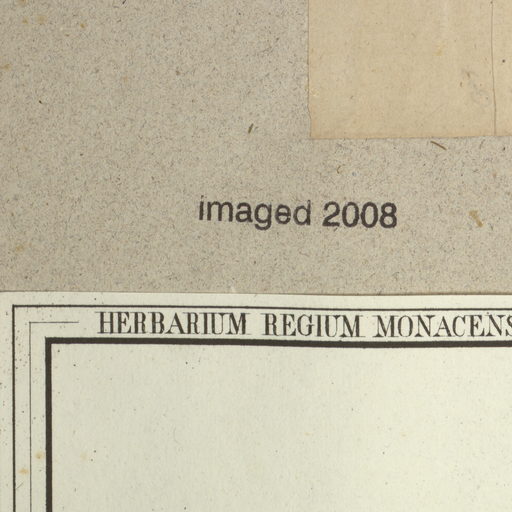 imaged 2008
HERBARIUM REGIUM MONACENS